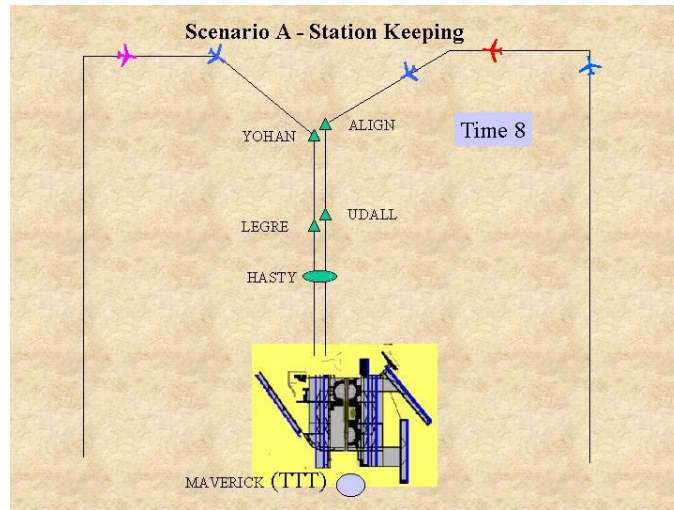 Scenario A - Station Keeping
ALIGN
YOHAN
Time 8
UDALL
LEGRE
HASTY
MAVERICK (TTT)